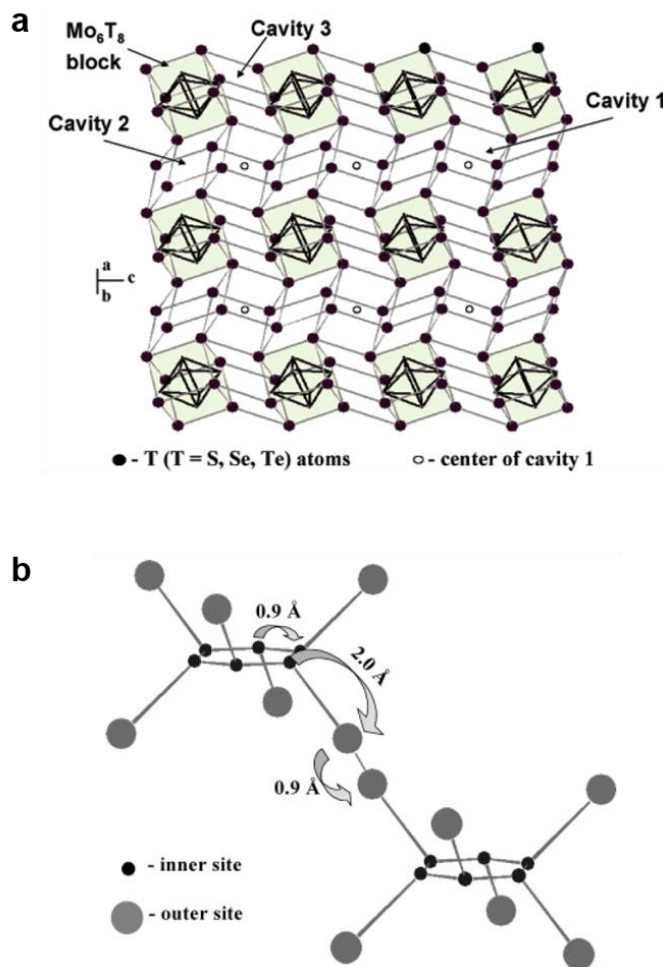 a
Mo₆T₈
block
Cavity 3
Cavity 1
Cavity 2
a
b
c
● - T (T = S, Se, Te) atoms
○ - center of cavity 1
b
0.9 Å
2.0 Å
0.9 Å
- inner site
- outer site